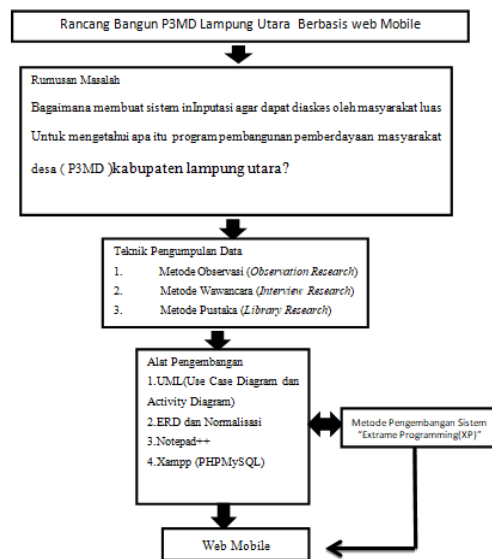 Rancang Bangun P3MD Lampung Utara Berbasis web Mobile
Rumusan Masalah
Bagaimana membuat sistem inInputasi agar dapat diaskes oleh masyarakat luas
Untuk mengetahui apa itu program pembangunan pemberdayaan masyarakat
desa ( P3MD )kabupaten lampung utara?
Teknik Pengumpulan Data
1. Metode Observasi (Observation Research)
2. Metode Wawancara (Interview Research)
3. Metode Pustaka (Library Research)
Alat Pengembangan
1.UML(Use Case Diagram dan
Activity Diagram)
2.ERD dan Normalisasi
3.Notepad++
4.Xampp (PHPMySQL)
Metode Pengembangan Sistem
"Extrame Programming(XP)"
Web Mobile